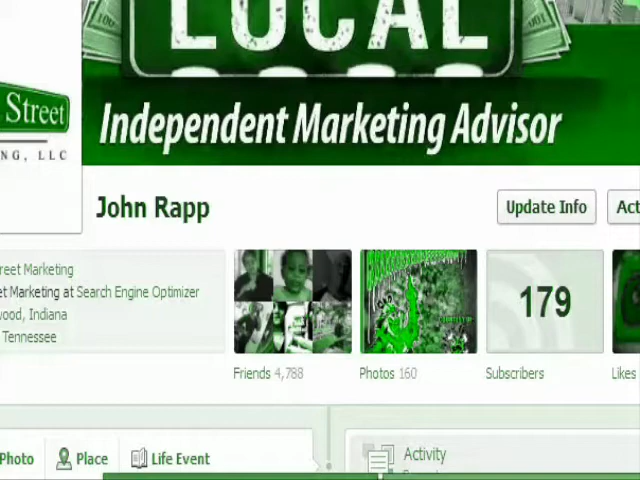 LOCAL
Street
NG, LLC
Independent Marketing Advisor
John Rapp
Update Info
Act
reet Marketing
et Marketing at Search Engine Optimizer
wood, Indiana
Tennessee
179
Friends 4,788
Photos 160
Subscribers
Likes
Photo
Place
Life Event
Activity